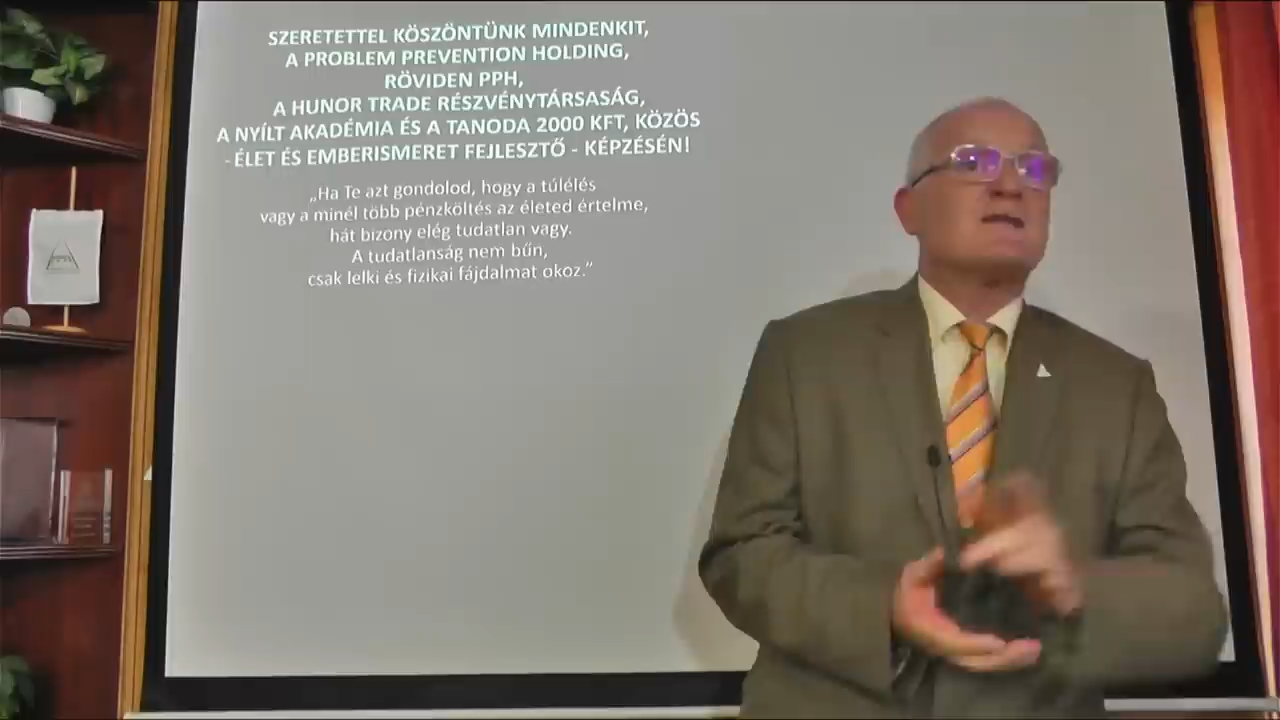 SZERETETTEL KÖSZÖNTÜNK MINDENKIT,
A PROBLEM PREVENTION HOLDING,
RÖVIDEN PPH,
A HUNOR TRADE RÉSZVÉNYTÁRSASÁG,
A NYÍLT AKADÉMIA ÉS A TANODA 2000 KFT, KÖZÖS
- ÉLET ÉS EMBERISMERET FEJLESZTŐ - KÉPZÉSÉN!
„Ha Te azt gondolod, hogy a túlélés
vagy a minél több pénzköltés az életed értelme,
hát bizony elég tudatlan vagy.
A tudatlanság nem bűn,
csak lelki és fizikai fájdalmat okoz.”